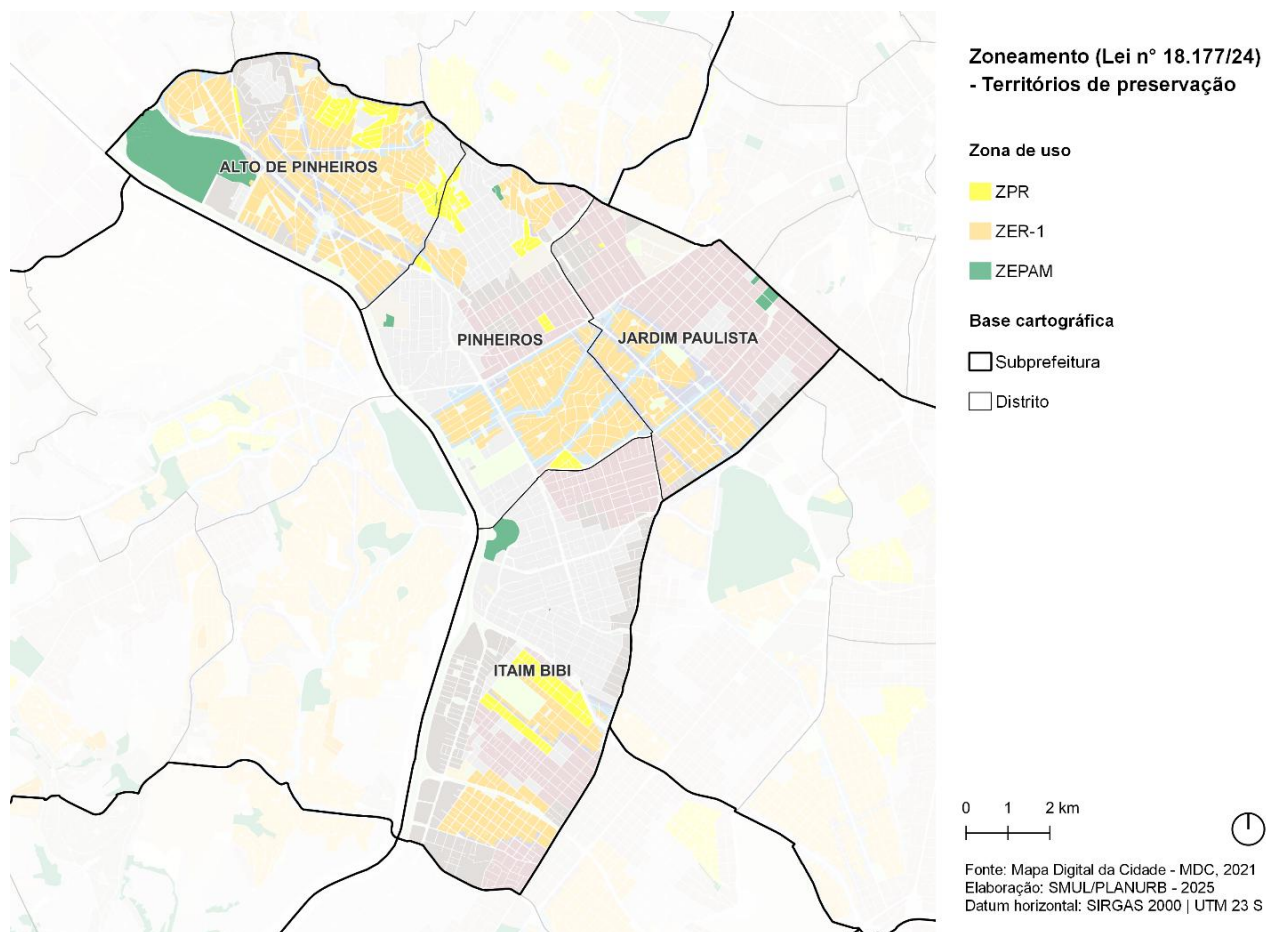 Zoneamento (Lei n° 18.177/24)
- Territórios de preservação
Zona de uso
ZPR
ZER-1
ZEPAM
Base cartográfica
Subprefeitura
Distrito
ALTO DE PINHEIROS
PINHEIROS
JARDIM PAULISTA
ITAIM BIBI
0 1 2 km
Fonte: Mapa Digital da Cidade - MDC, 2021
Elaboração: SMUL/PLANURB - 2025
Datum horizontal: SIRGAS 2000 | UTM 23 S